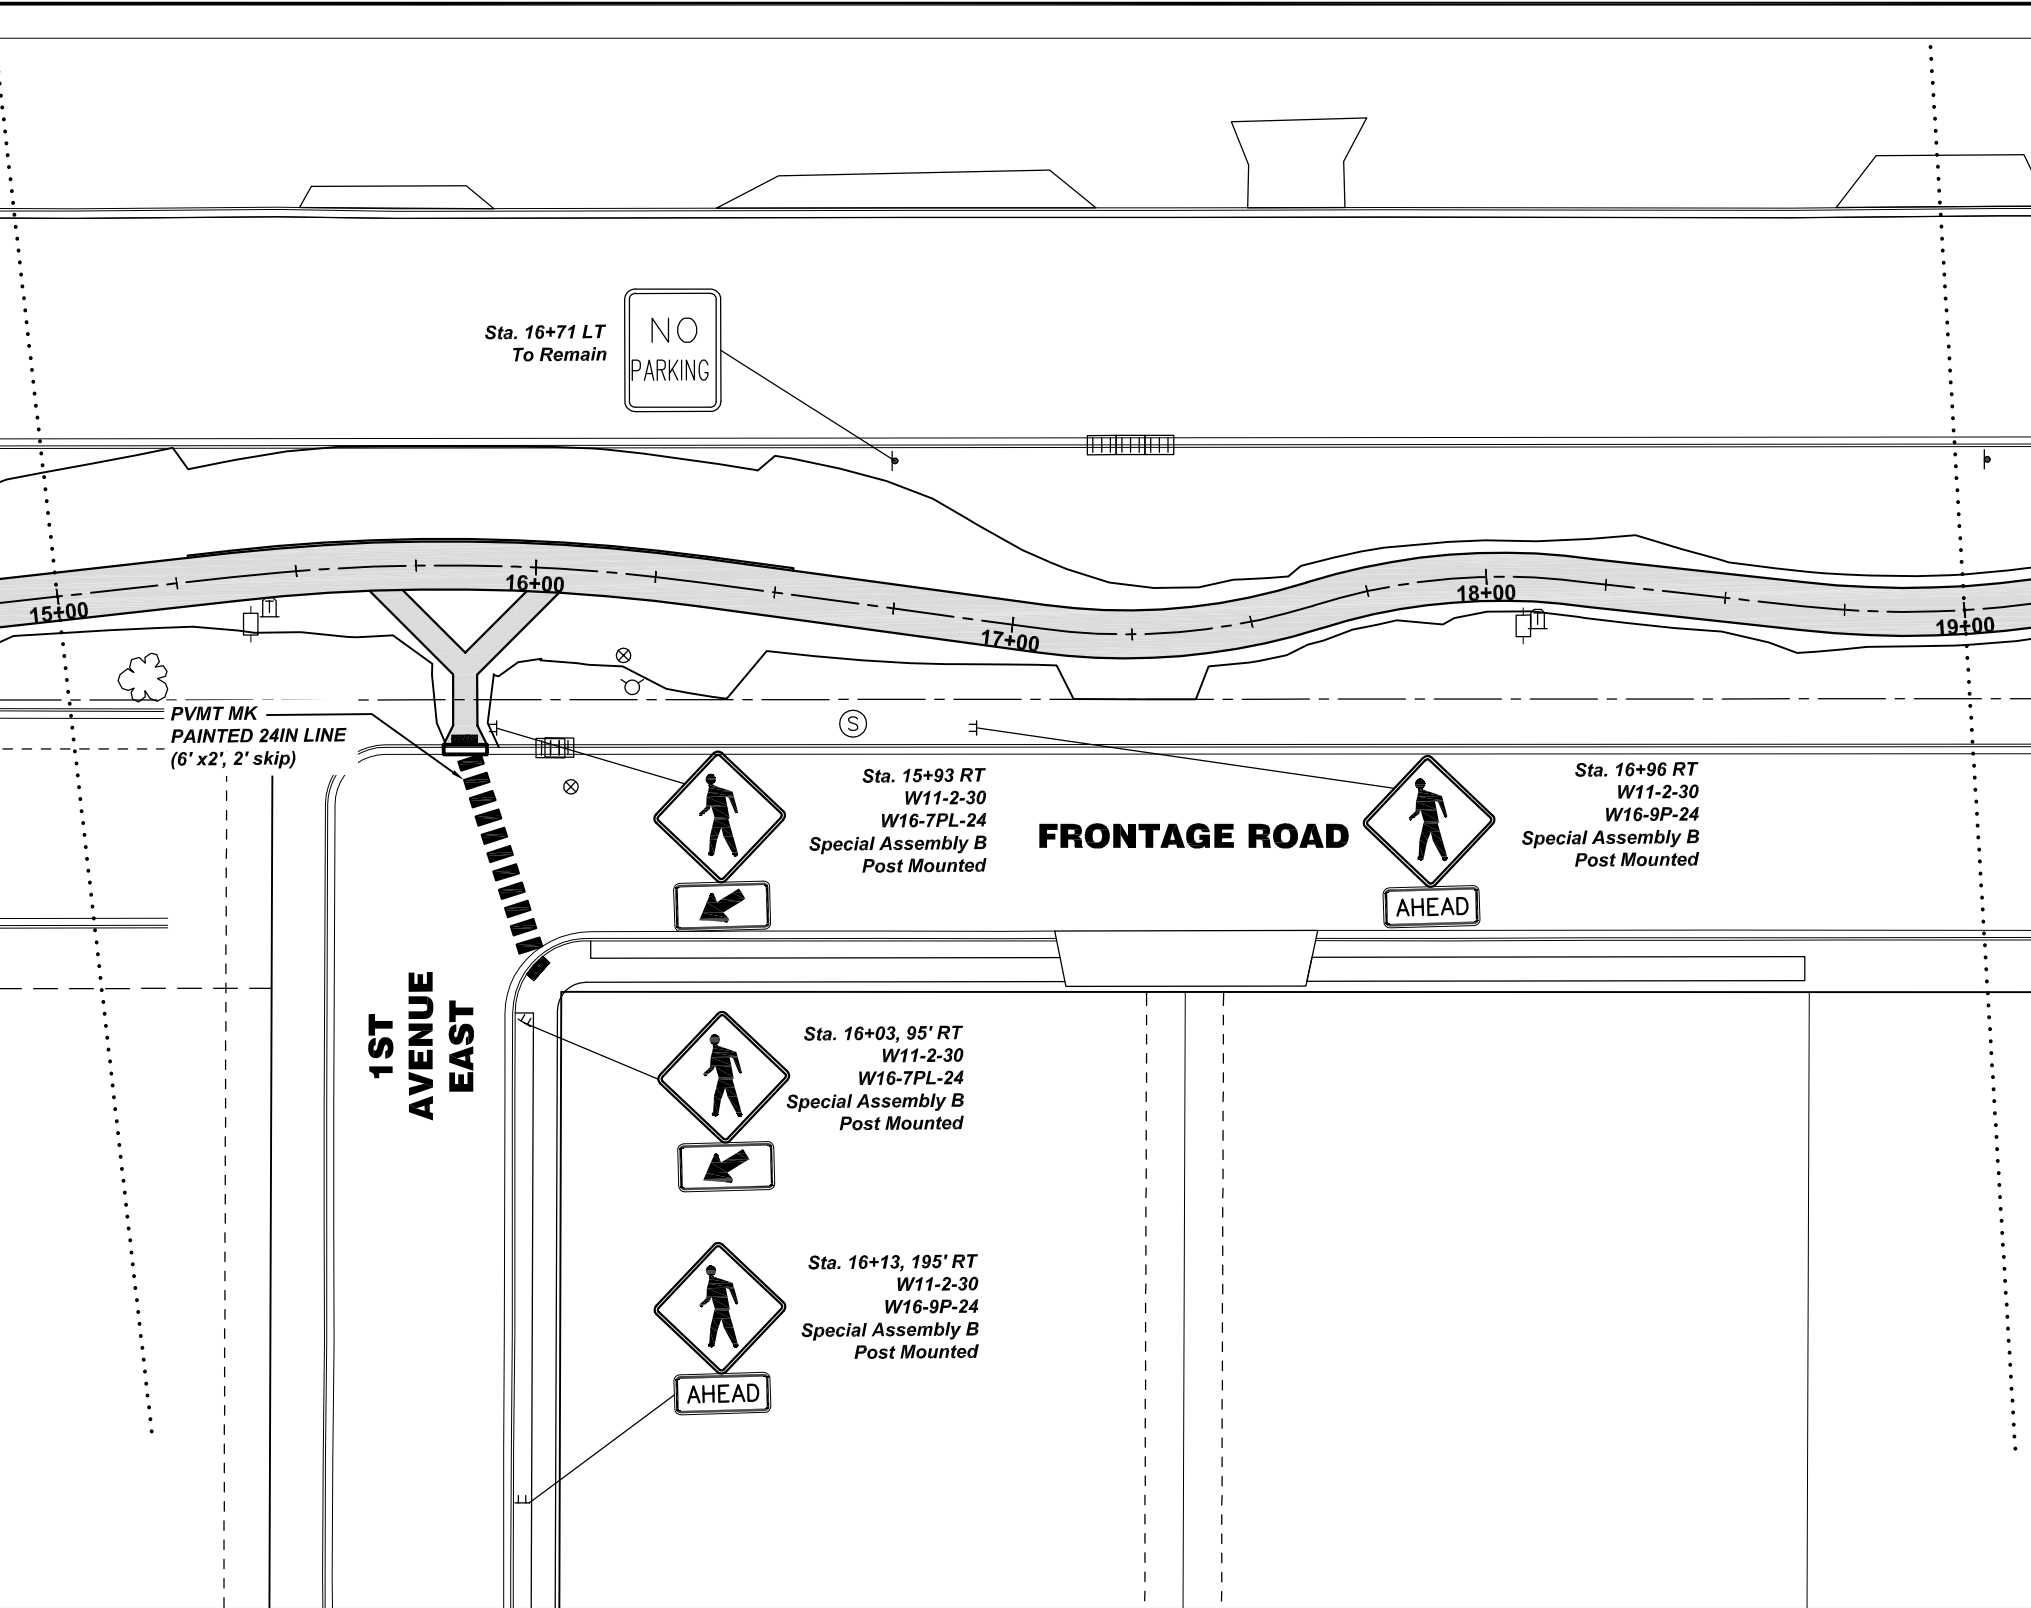 Sta. 16+71 LT
To Remain
NO
PARKING
15+00
16+00
17+00
18+00
19+00
PVMT MK
PAINTED 24IN LINE
(6' x2', 2' skip)
S
Sta. 15+93 RT
W11-2-30
W16-7PL-24
Special Assembly B
Post Mounted
FRONTAGE ROAD
Sta. 16+96 RT
W11-2-30
W16-9P-24
Special Assembly B
Post Mounted
AHEAD
1ST
AVENUE
EAST
Sta. 16+03, 95' RT
W11-2-30
W16-7PL-24
Special Assembly B
Post Mounted
Sta. 16+13, 195' RT
W11-2-30
W16-9P-24
Special Assembly B
Post Mounted
AHEAD